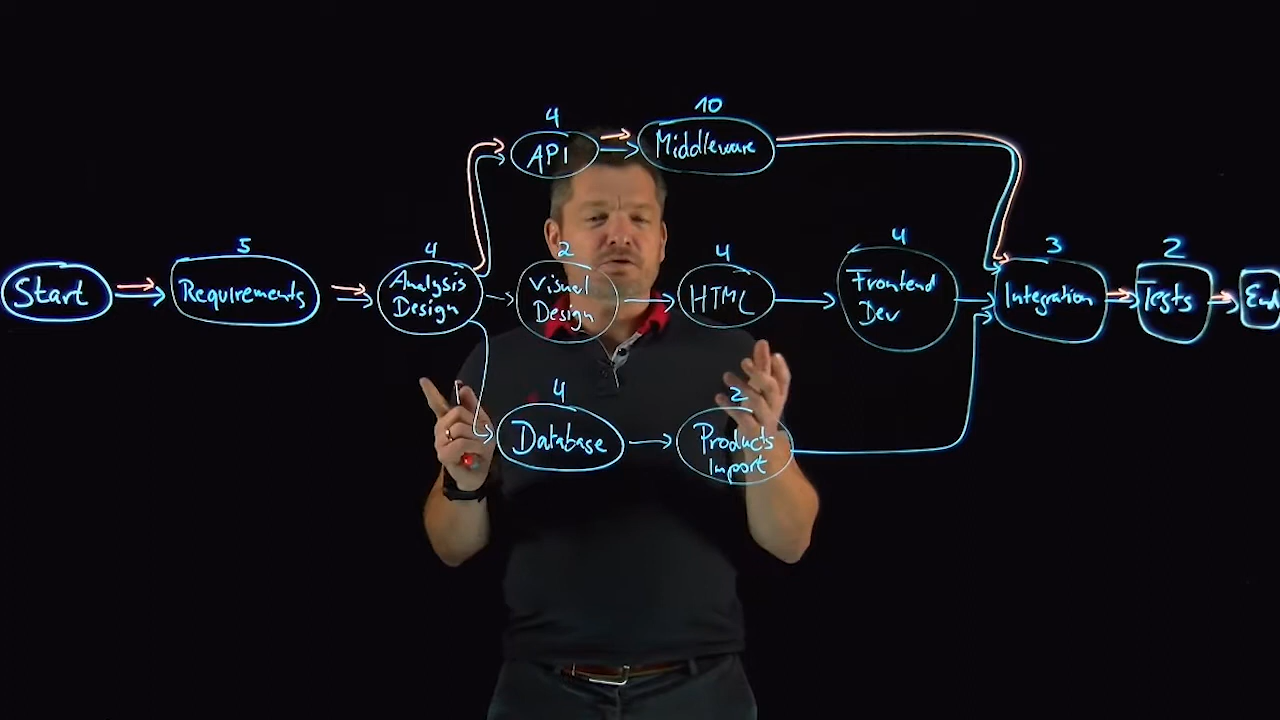 4
10
API
Middleware
5
4
2
4
4
3
2
Start
Requirements
Analysis
Design
Visual
Design
HTML
Frontend
Dev
Integration
Tests
End
4
2
Database
Products
Import